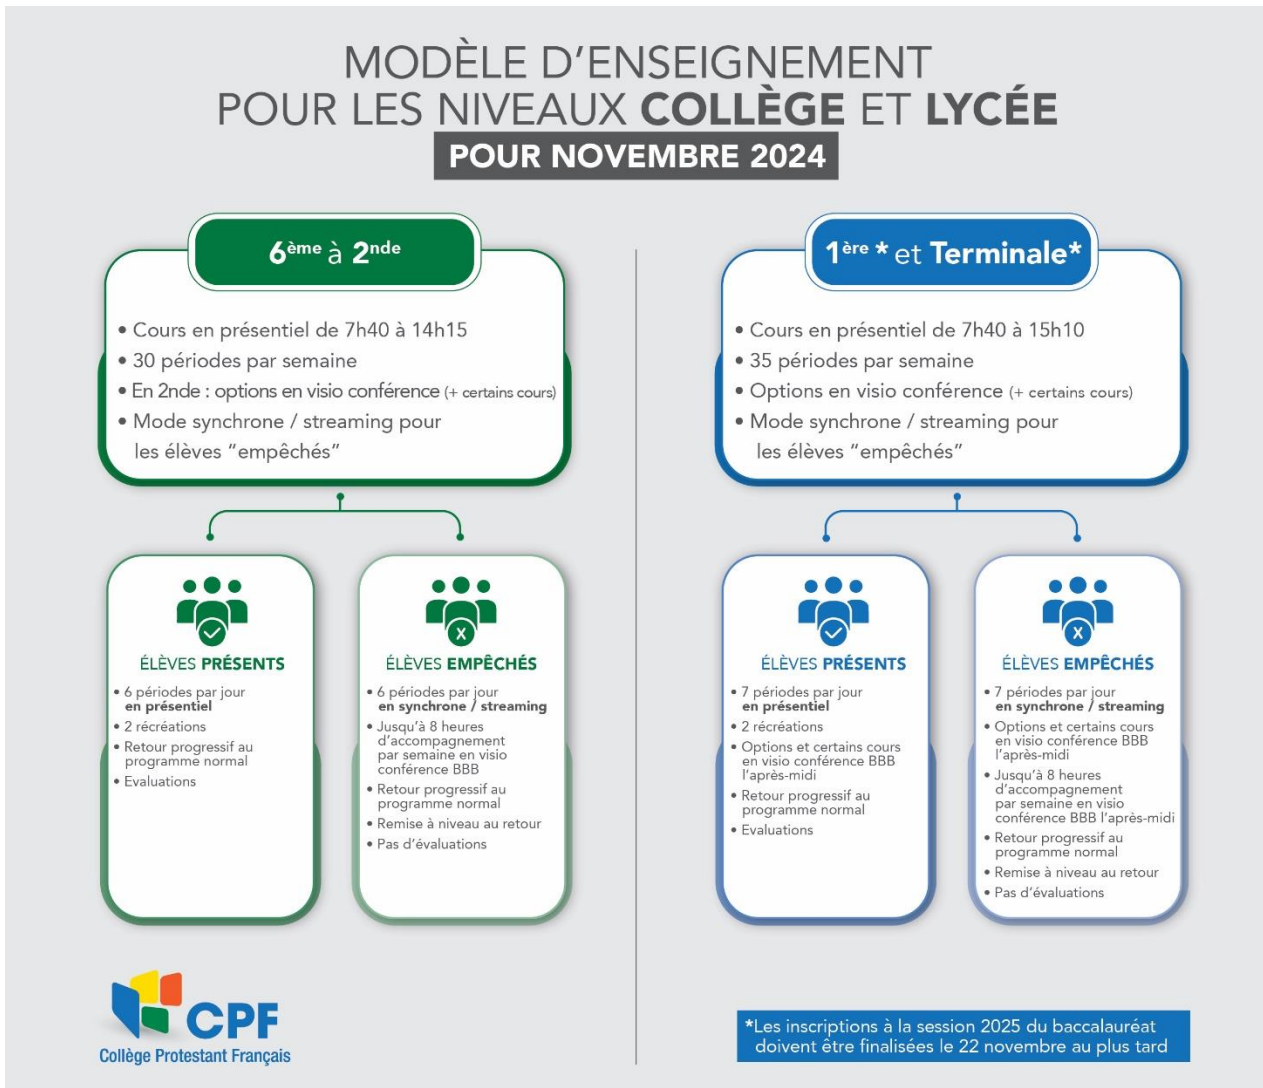 MODÈLE D'ENSEIGNEMENT
POUR LES NIVEAUX COLLÈGE ET LYCÉE
POUR NOVEMBRE 2024
6ème à 2nde
• Cours en présentiel de 7h40 à 14h15
• 30 périodes par semaine
• En 2nde : options en visio conférence (+ certains cours)
• Mode synchrone / streaming pour
les élèves "empêchés"
ÉLÈVES PRÉSENTS
• 6 périodes par jour
en présentiel
• 2 récréations
• Retour progressif au
programme normal
• Evaluations
X
ÉLÈVES EMPÊCHÉS
• 6 périodes par jour
en synchrone / streaming
• Jusqu'à 8 heures
d'accompagnement
par semaine en visio
conférence BBB
• Retour progressif au
programme normal
• Remise à niveau au retour
• Pas d'évaluations
1ère * et Terminale*
• Cours en présentiel de 7h40 à 15h10
• 35 périodes par semaine
• Options en visio conférence (+ certains cours)
• Mode synchrone / streaming pour
les élèves "empêchés"
ÉLÈVES PRÉSENTS
• 7 périodes par jour
en présentiel
• 2 récréations
• Options et certains cours
en visio conférence BBB
l'après-midi
• Retour progressif au
programme normal
• Evaluations
X
ÉLÈVES EMPÊCHÉS
• 7 périodes par jour
en synchrone / streaming
• Options et certains cours
en visio conférence BBB
l'après-midi
• Jusqu'à 8 heures
d'accompagnement
par semaine en visio
conférence BBB l'après-midi
• Retour progressif au
programme normal
• Remise à niveau au retour
• Pas d'évaluations
CPF
Collège Protestant Français
*Les inscriptions à la session 2025 du baccalauréat
doivent être finalisées le 22 novembre au plus tard